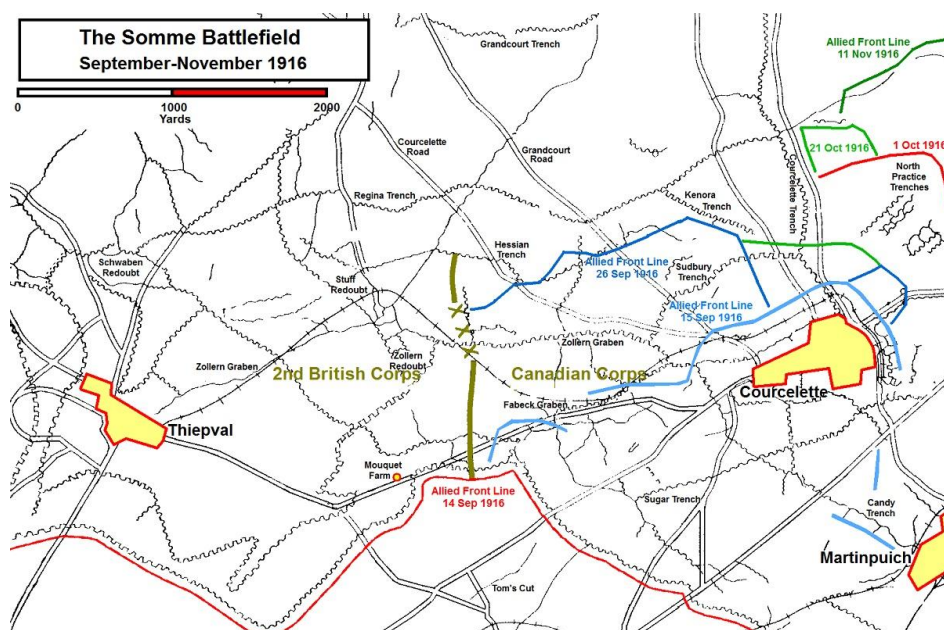 The Somme Battlefield
September-November 1916
0
1000
2000
Yards
Grandcourt Trench
Allied Front Line
11 Nov 1916
Courcelette
Road
Grandcourt
Road
21 Oct 1916
1 Oct 1916
Courcelette Trench
North
Practice
Trenches
Regina Trench
Kenora
Trench
Schwaben
Redoubt
Stuff
Redoubt
Hessian
Trench
Allied Front Line
26 Sep 1916
Sudbury
Trench
Allied Front Line
15 Sep 1916
Zollern Graben
Zollern
Redoubt
Zollern Graben
2nd British Corps
Canadian Corps
Courcelette
Fabeck Graben
Thiepval
Mouquet
Farm
Allied Front Line
14 Sep 1916
Sugar Trench
Candy
Trench
Martinpuich
Tom's Cut